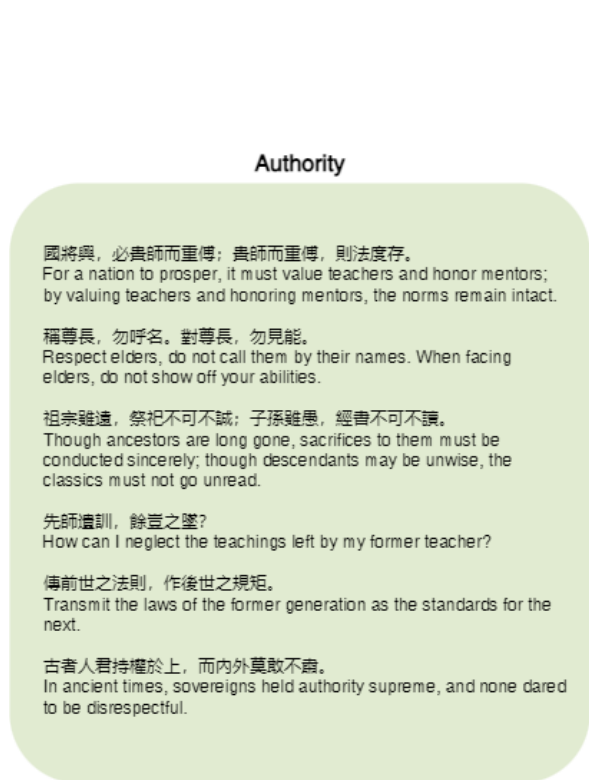 Authority
國將興，必貴師而重傅；貴師而重傅，則法度存。
For a nation to prosper, it must value teachers and honor mentors;
by valuing teachers and honoring mentors, the norms remain intact.
稱尊長，勿呼名。對尊長，勿見能。
Respect elders, do not call them by their names. When facing
elders, do not show off your abilities.
祖宗雖遠，祭祀不可不誠；子孫雖愚，經書不可不讀。
Though ancestors are long gone, sacrifices to them must be
conducted sincerely; though descendants may be unwise, the
classics must not go unread.
先師遺訓，餘豈之墜？
How can I neglect the teachings left by my former teacher?
傳前世之法則，作後世之規矩。
Transmit the laws of the former generation as the standards for the
next.
古者人君持權於上，而內外莫敢不肅。
In ancient times, sovereigns held authority supreme, and none dared
to be disrespectful.